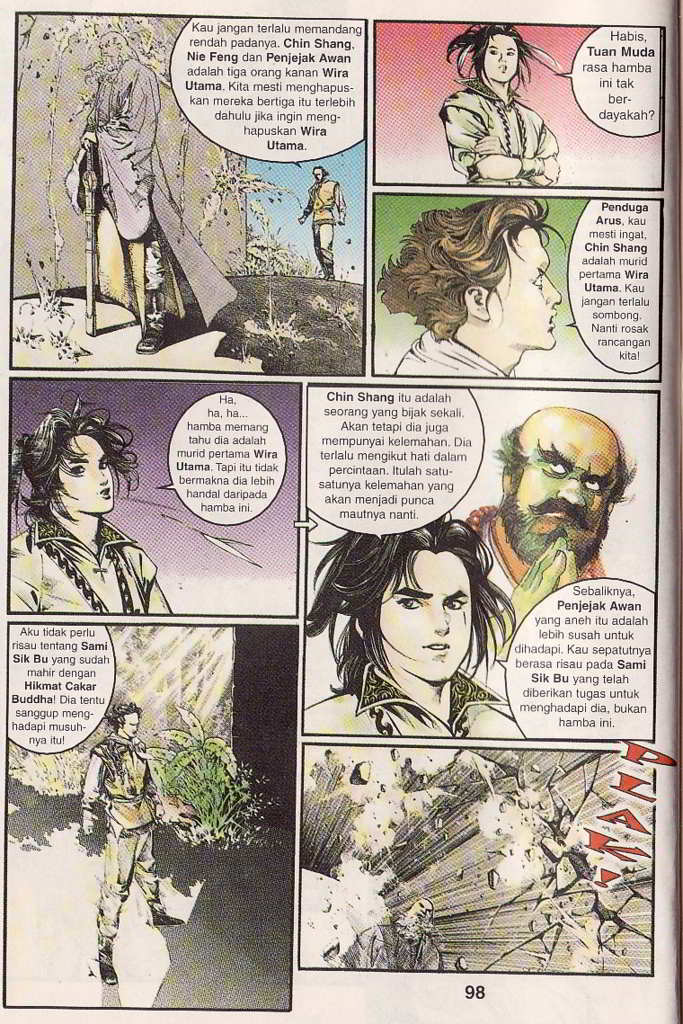 Kau jangan terlalu memandang
rendah padanya. Chin Shang,
Nie Feng dan Penjejak Awan
adalah tiga orang kanan Wira
Utama. Kita mesti menghapus-
kan mereka bertiga itu terlebih
dahulu jika ingin meng-
hapuskan Wira
Utama.
Habis,
Tuan Muda
rasa hamba
ini tak
ber-
dayakah?
Penduga
Arus, kau
mesti ingat,
Chin Shang
adalah murid
pertama Wira
Utama. Kau
jangan terlalu
sombong.
Nanti rosak
rancangan
kita!
Ha,
ha, ha...
hamba memang
tahu dia adalah
murid pertama Wira
Utama. Tapi itu tidak
bermakna dia lebih
handal daripada
hamba ini.
Chin Shang itu adalah
seorang yang bijak sekali.
Akan tetapi dia juga
mempunyai kelemahan. Dia
terlalu mengikut hati dalam
percintaan. Itulah satu-
satunya kelemahan yang
akan menjadi punca
mautnya nanti.
Sebaliknya,
Penjejak Awan
yang aneh itu adalah
lebih susah untuk
dihadapi. Kau sepatutnya
berasa risau pada Sami
Sik Bu yang telah
diberikan tugas untuk
menghadapi dia, bukan
hamba ini.
Aku tidak perlu
risau tentang Sami
Sik Bu yang sudah
mahir dengan
Hikmat Cakar
Buddha! Dia tentu
sanggup meng-
hadapi musuh-
nya itu!
PLAK!
98